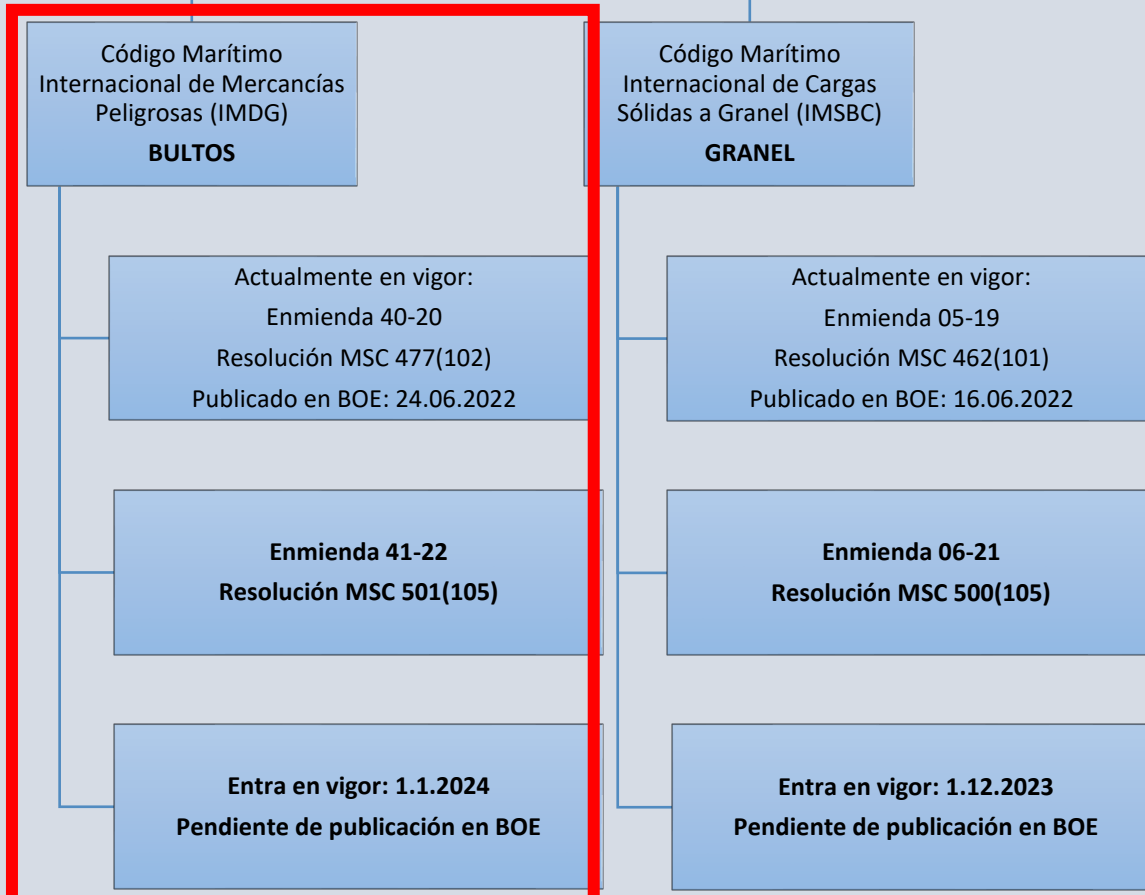 Código Marítimo
Internacional de Mercancías
Peligrosas (IMDG)
BULTOS
Actualmente en vigor:
Enmienda 40-20
Resolución MSC 477(102)
Publicado en BOE: 24.06.2022
Enmienda 41-22
Resolución MSC 501(105)
Entra en vigor: 1.1.2024
Pendiente de publicación en BOE
Código Marítimo
Internacional de Cargas
Sólidas a Granel (IMSBC)
GRANEL
Actualmente en vigor:
Enmienda 05-19
Resolución MSC 462(101)
Publicado en BOE: 16.06.2022
Enmienda 06-21
Resolución MSC 500(105)
Entra en vigor: 1.12.2023
Pendiente de publicación en BOE